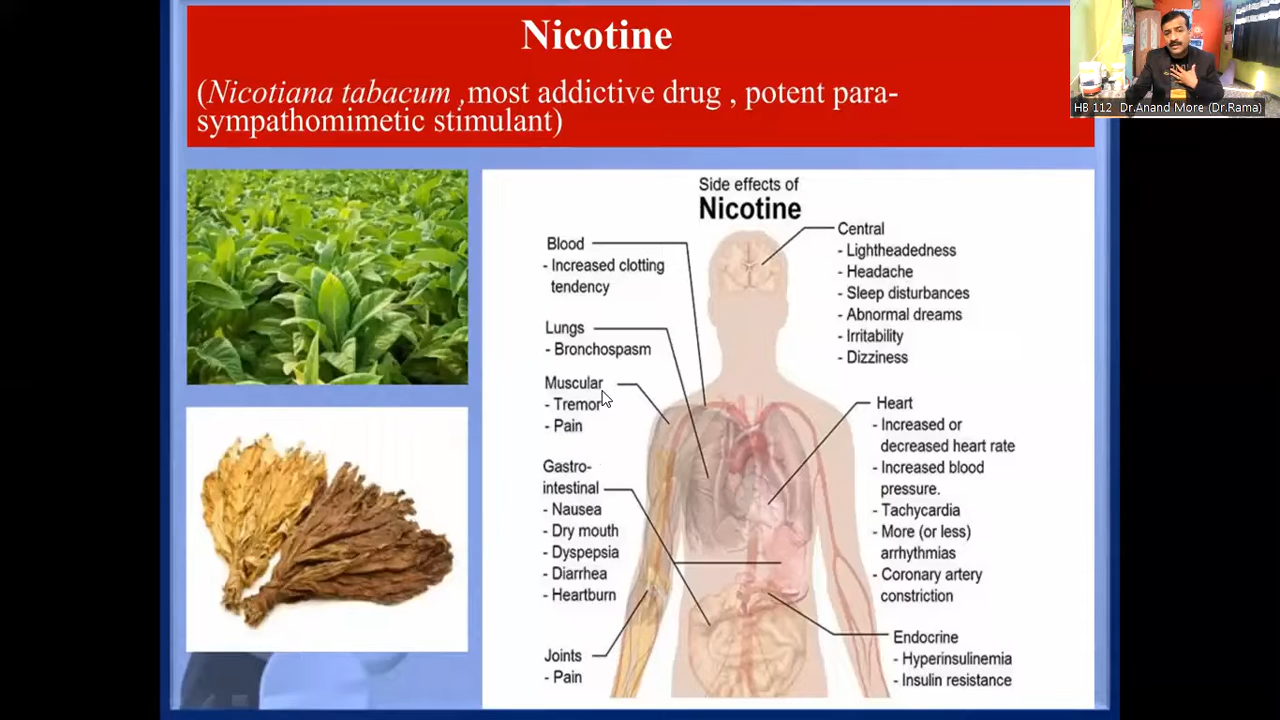 Nicotine
(Nicotiana tabacum ,most addictive drug , potent para-
sympathomimetic stimulant)
HB 112 Dr.Anand More (Dr.Rama)
Side effects of
Nicotine
Blood
- Increased clotting
tendency
Lungs
- Bronchospasm
Muscular
- Tremor
- Pain
Gastro-
intestinal
- Nausea
- Dry mouth
- Dyspepsia
- Diarrhea
- Heartburn
Joints
- Pain
Central
- Lightheadedness
- Headache
- Sleep disturbances
- Abnormal dreams
- Irritability
- Dizziness
Heart
- Increased or
decreased heart rate
- Increased blood
pressure.
- Tachycardia
- More (or less)
arrhythmias
- Coronary artery
constriction
Endocrine
- Hyperinsulinemia
- Insulin resistance